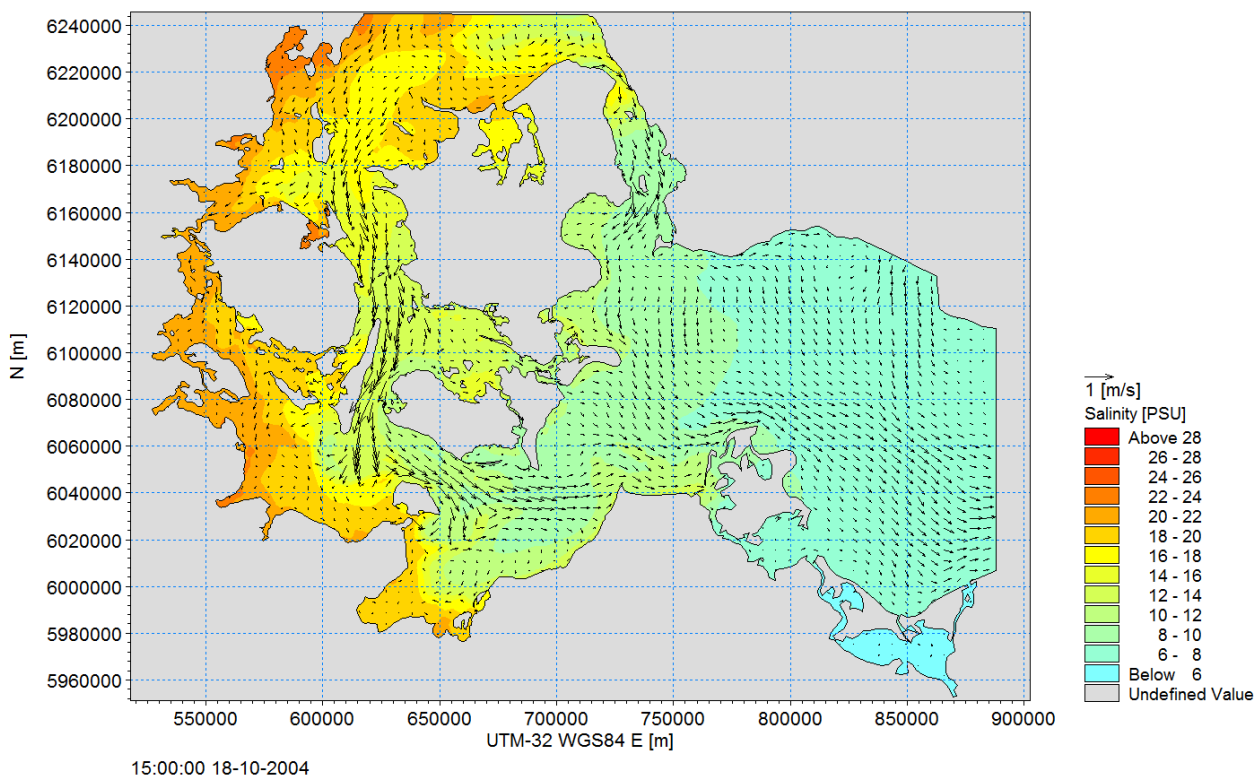 6240000
6220000
6200000
6180000
6160000
6140000
6120000
6100000
6080000
6060000
6040000
6020000
6000000
5980000
5960000
N [m]
550000 600000 650000 700000 750000 800000 850000 900000
UTM-32 WGS84 E [m]
15:00:00 18-10-2004
1 [m/s]
Salinity [PSU]
Above 28
26 - 28
24 - 26
22 - 24
20 - 22
18 - 20
16 - 18
14 - 16
12 - 14
10 - 12
8 - 10
6 - 8
Below 6
Undefined Value